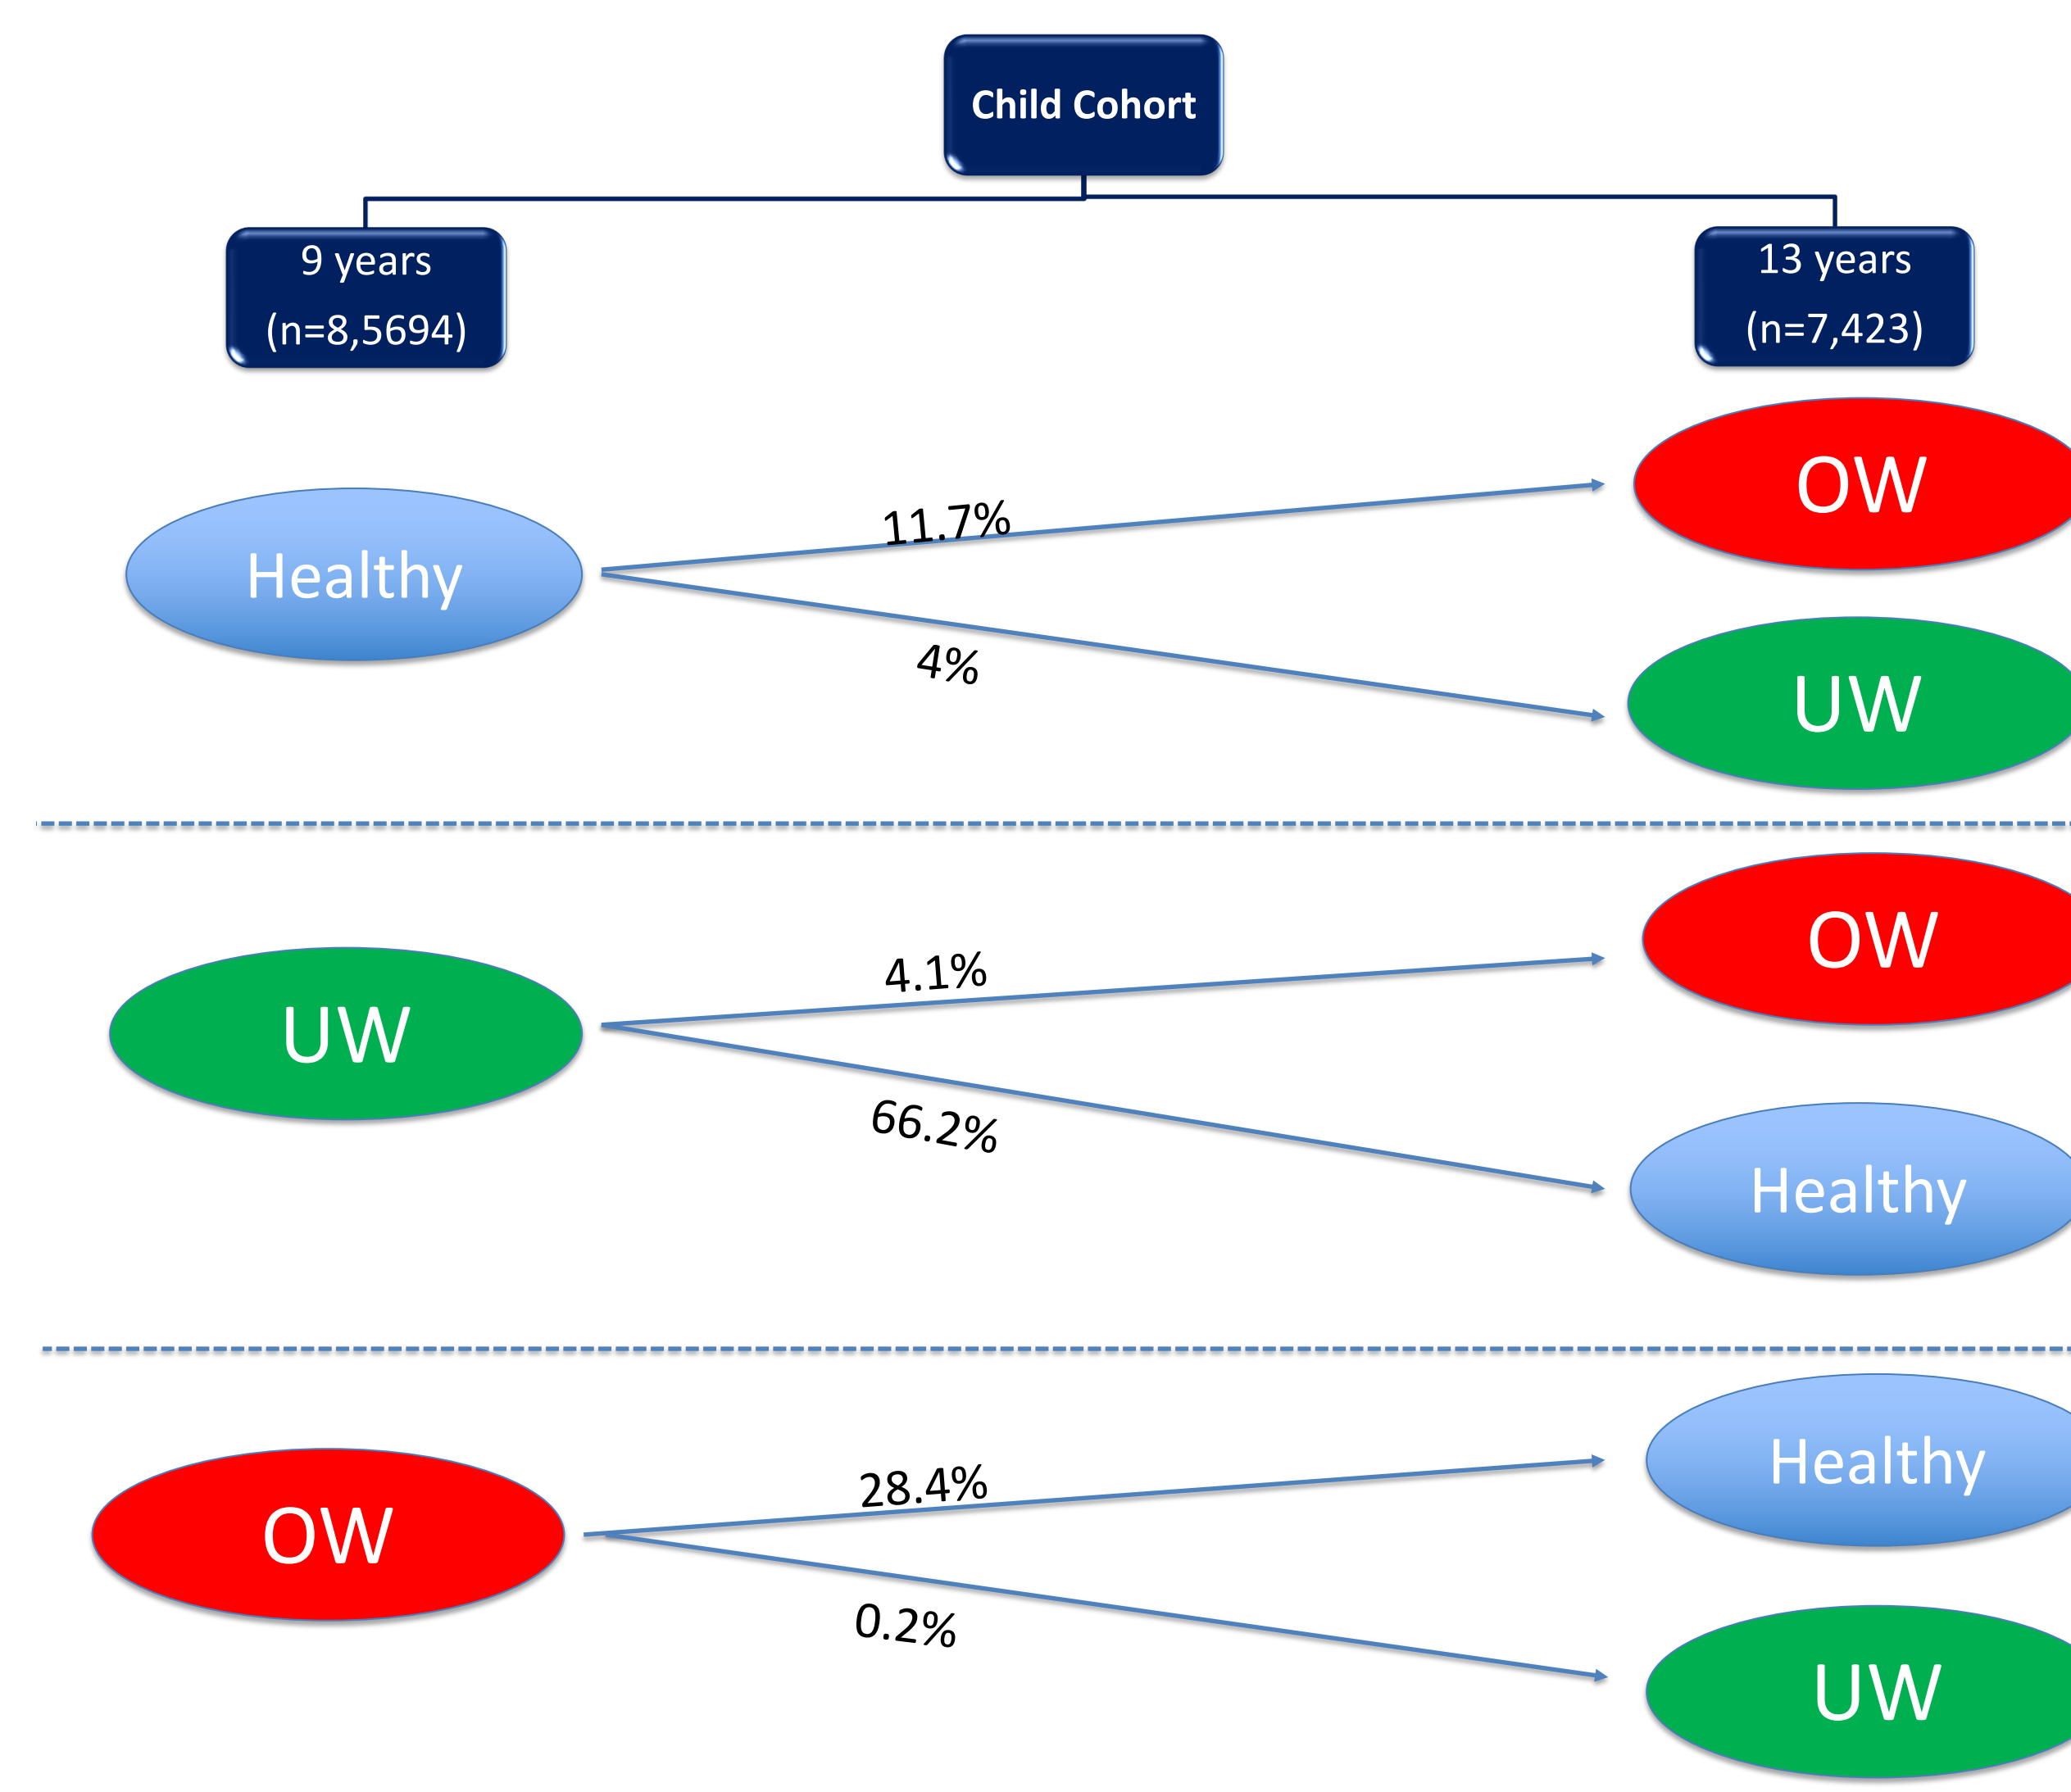 Child Cohort
9 years
(n=8,5694)
13 years
(n=7,423)
Healthy
11.7%
4%
OW
UW
UW
4.1%
66.2%
OW
Healthy
OW
28.4%
0.2%
Healthy
UW